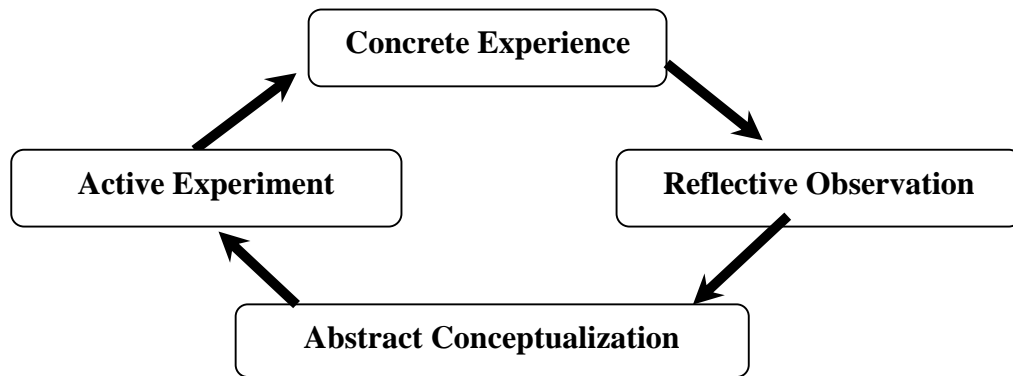 Concrete Experience
Active Experiment
Reflective Observation
Abstract Conceptualization